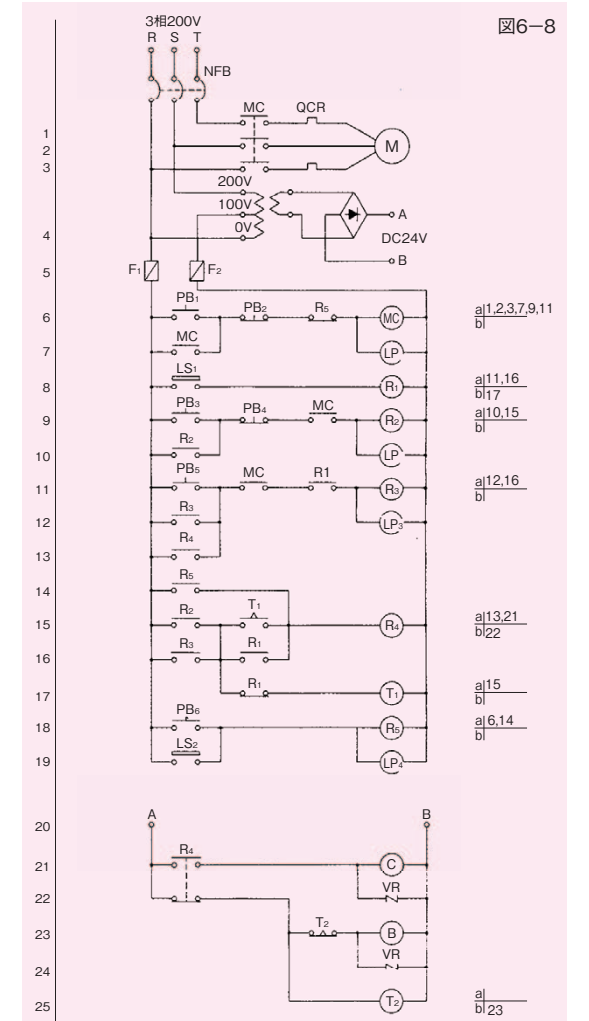 3相200V
図6－8
R S T
NFB
MC QCR
1
2 M
3
200V
100V
0V
A
4 DC24V
B
5 F1 F2
PB1
6 PB2 R5 MC a 1,2,3,7,9,11
b
MC
7 LP
LS1
8 R1 a 11,16
b 17
PB3
9 PB4 MC R2 a 10,15
b
R2
10 LP
PB5
11 MC R1 R3 a 12,16
b
R3
12 LP3
R4
13
R5
14
R2 T1
15 R4 a 13,21
b 22
R3 R1
16
R1
17 T1 a 15
b
PB6
18 R5 a 6,14
b
LS2
19 LP4
A B
20
R4
21 C
VR
22
T2
23 B
VR
24
25 T2 a
b 23